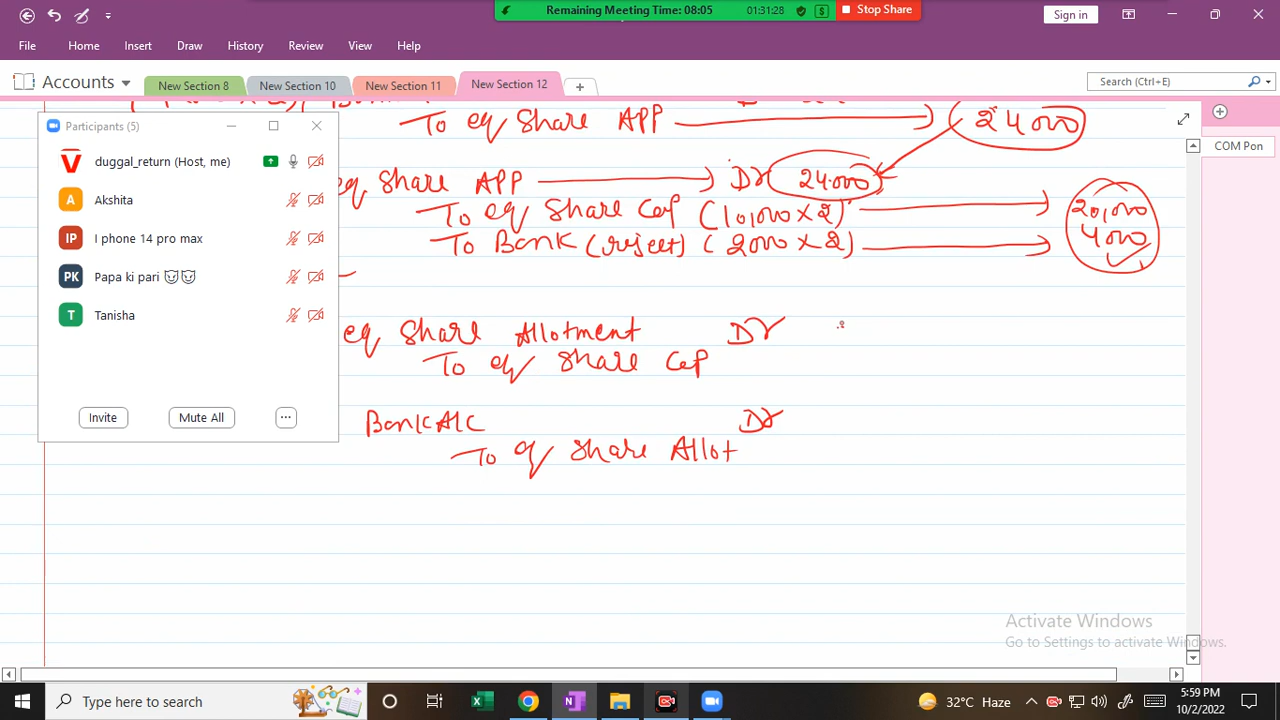 Remaining Meeting Time: 08:05
01:31:28
$
Stop Share
Sign in
File Home Insert Draw History Review View Help
Accounts
New Section 8
New Section 10
New Section 11
New Section 12
Search (Ctrl+E)
COM Pon
Participants (5)
duggal_return (Host, me)
A Akshita
IP I phone 14 pro max
PK Papa ki pari
T Tanisha
Invite Mute All ...
To eq Share APP 24000
eq Share APP Dr 24000
To eq Share Cap (10,000 × 2) 20,000
To Bank (reject) (2000 × 2) 4000
eq Share Allotment Dr
To eq Share Cap
Bank A/C Dr
To eq Share Allot
Activate Windows
Go to Settings to activate Windows.
Type here to search
32°C Haze
5:59 PM
10/2/2022